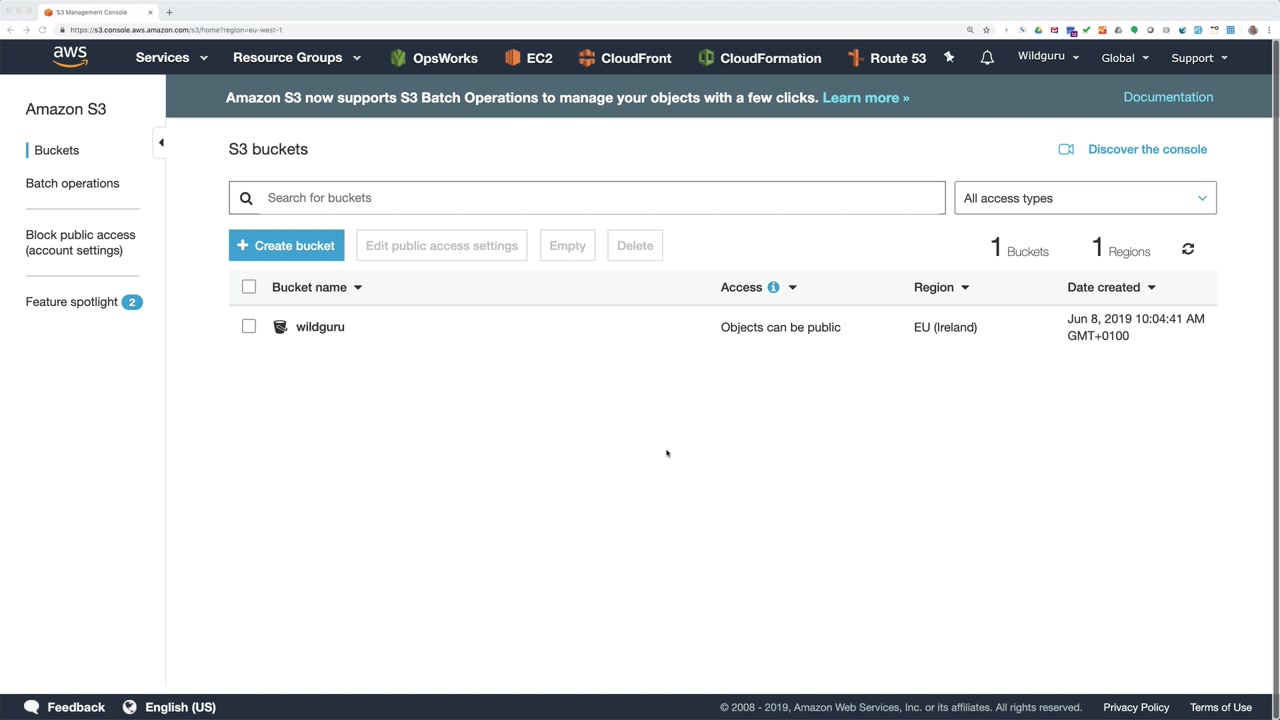 S3 Management Console
https://s3.console.aws.amazon.com/s3/home?region=eu-west-1
aws Services Resource Groups OpsWorks EC2 CloudFront CloudFormation Route 53 Wildguru Global Support
Amazon S3 now supports S3 Batch Operations to manage your objects with a few clicks. Learn more » Documentation
Amazon S3
Buckets
Batch operations
Block public access
(account settings)
Feature spotlight 2
S3 buckets Discover the console
Search for buckets All access types
+ Create bucket Edit public access settings Empty Delete 1 Buckets 1 Regions
Bucket name Access Region Date created
wildguru Objects can be public EU (Ireland) Jun 8, 2019 10:04:41 AM
GMT+0100
Feedback English (US) © 2008 - 2019, Amazon Web Services, Inc. or its affiliates. All rights reserved. Privacy Policy Terms of Use